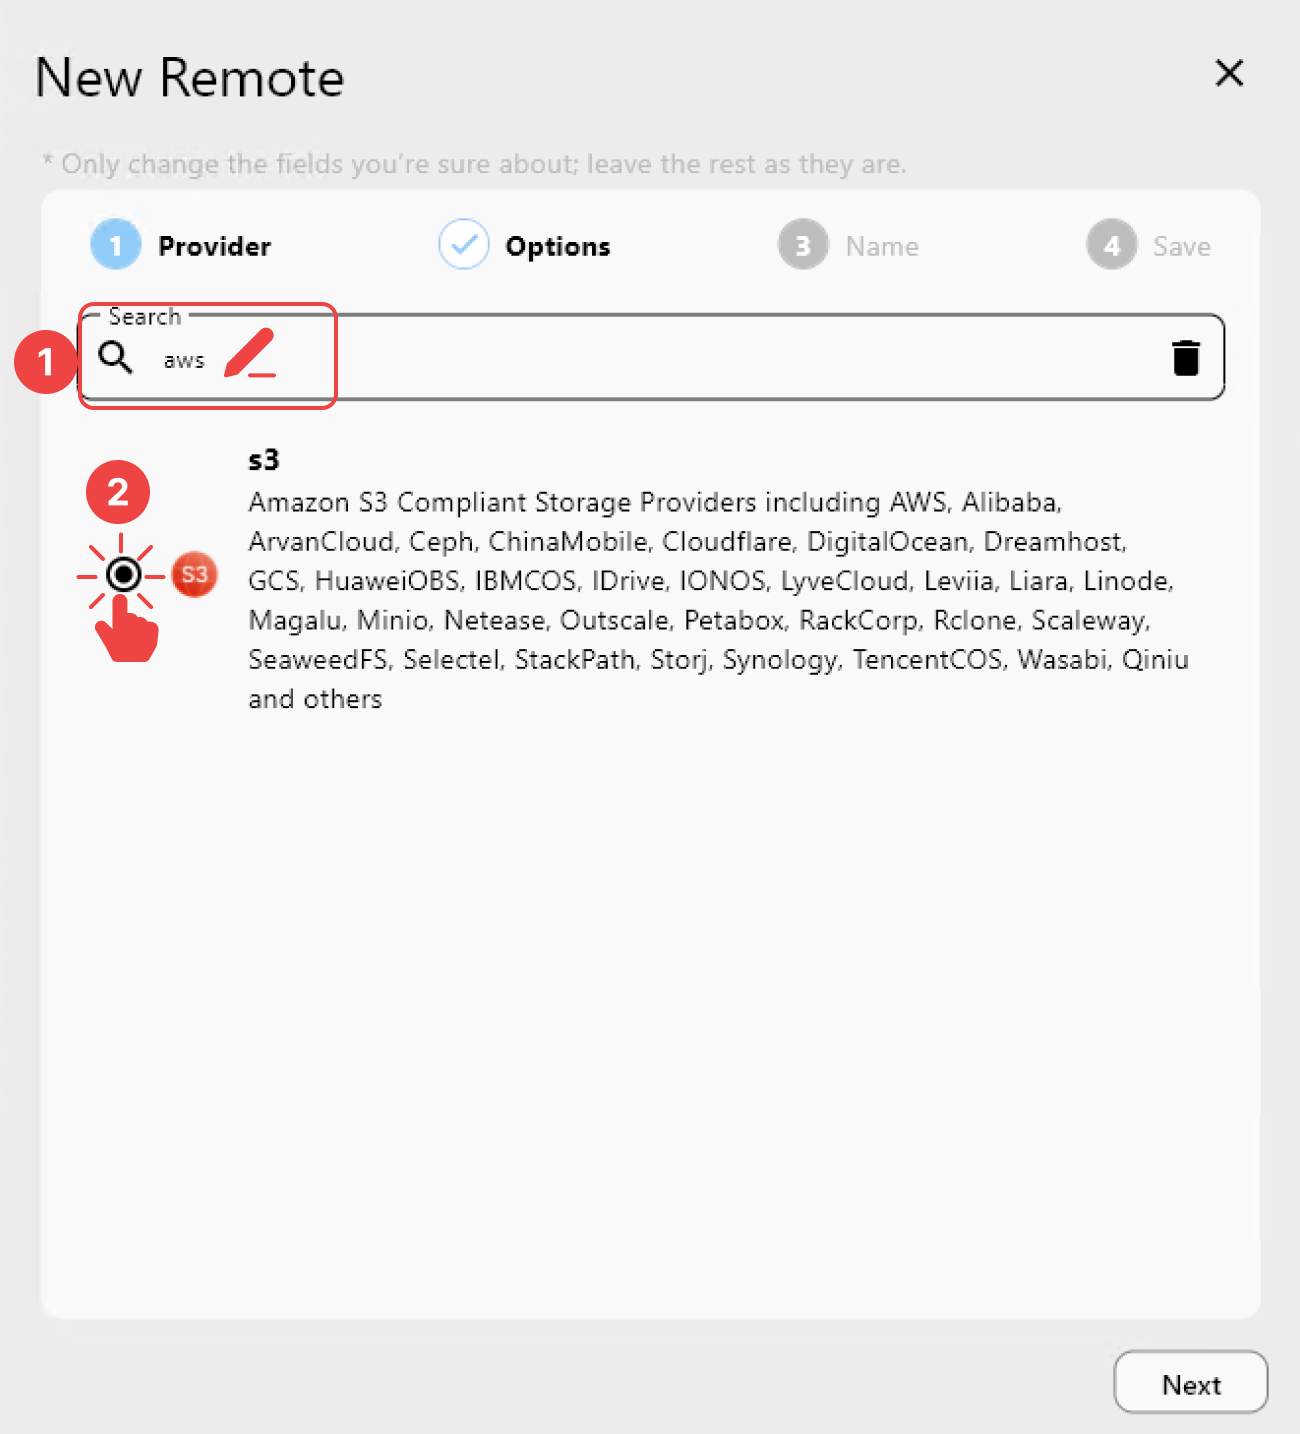 New Remote
* Only change the fields you're sure about; leave the rest as they are.
1 Provider Options 3 Name 4 Save
Search
1 aws
s3
2
Amazon S3 Compliant Storage Providers including AWS, Alibaba,
ArvanCloud, Ceph, ChinaMobile, Cloudflare, DigitalOcean, Dreamhost,
S3
GCS, HuaweiOBS, IBMCOS, IDrive, IONOS, LyveCloud, Leviia, Liara, Linode,
Magalu, Minio, Netease, Outscale, Petabox, RackCorp, Rclone, Scaleway,
SeaweedFS, Selectel, StackPath, Storj, Synology, TencentCOS, Wasabi, Qiniu
and others
Next